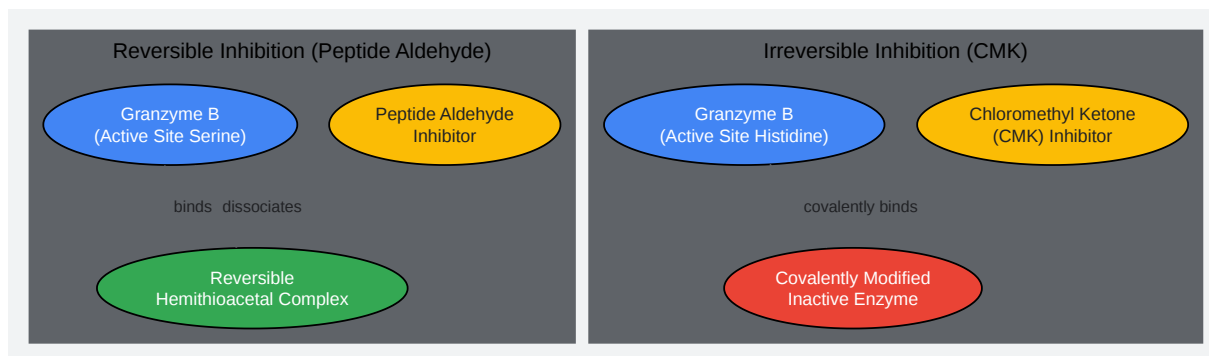 Reversible Inhibition (Peptide Aldehyde)
Granzyme B
(Active Site Serine)
Peptide Aldehyde
Inhibitor
binds dissociates
Reversible
Hemithioacetal Complex
Irreversible Inhibition (CMK)
Granzyme B
(Active Site Histidine)
Chloromethyl Ketone
(CMK) Inhibitor
covalently binds
Covalently Modified
Inactive Enzyme